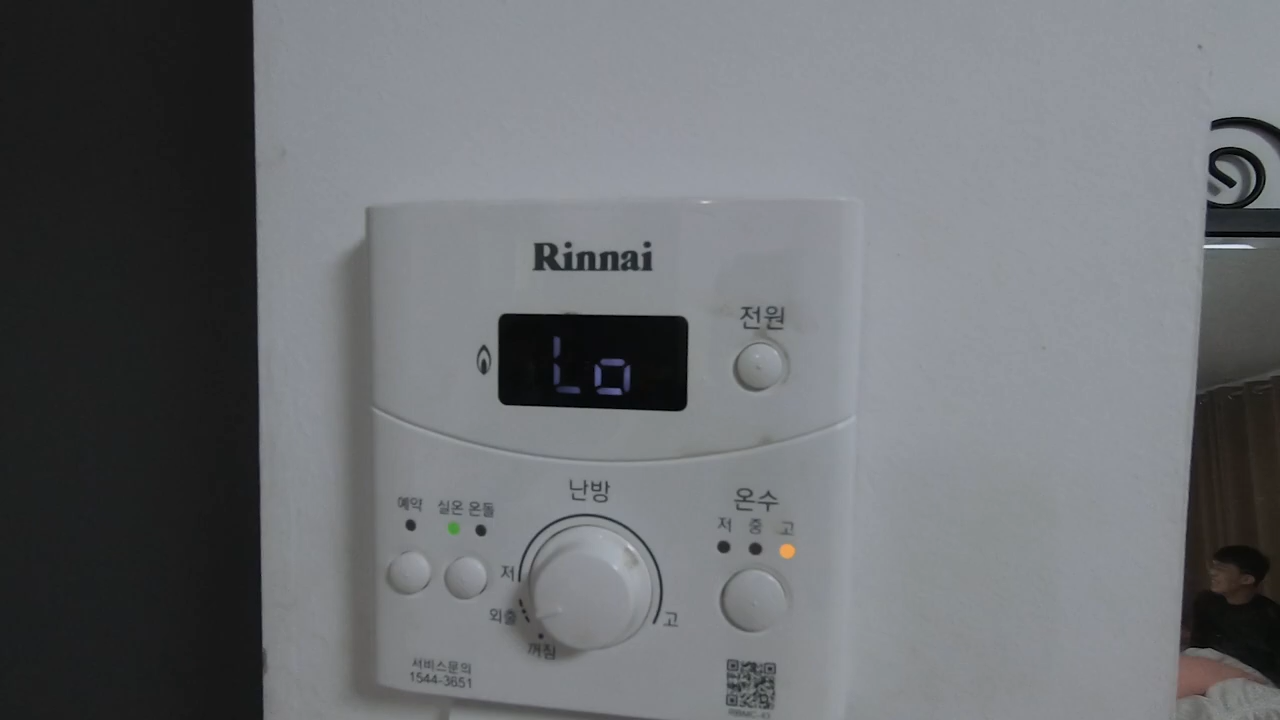 Rinnai
전원
Lo
난방
온수
예약 실온 온돌
저 중 고
저
외출
고
꺼짐
서비스문의
1544-3651